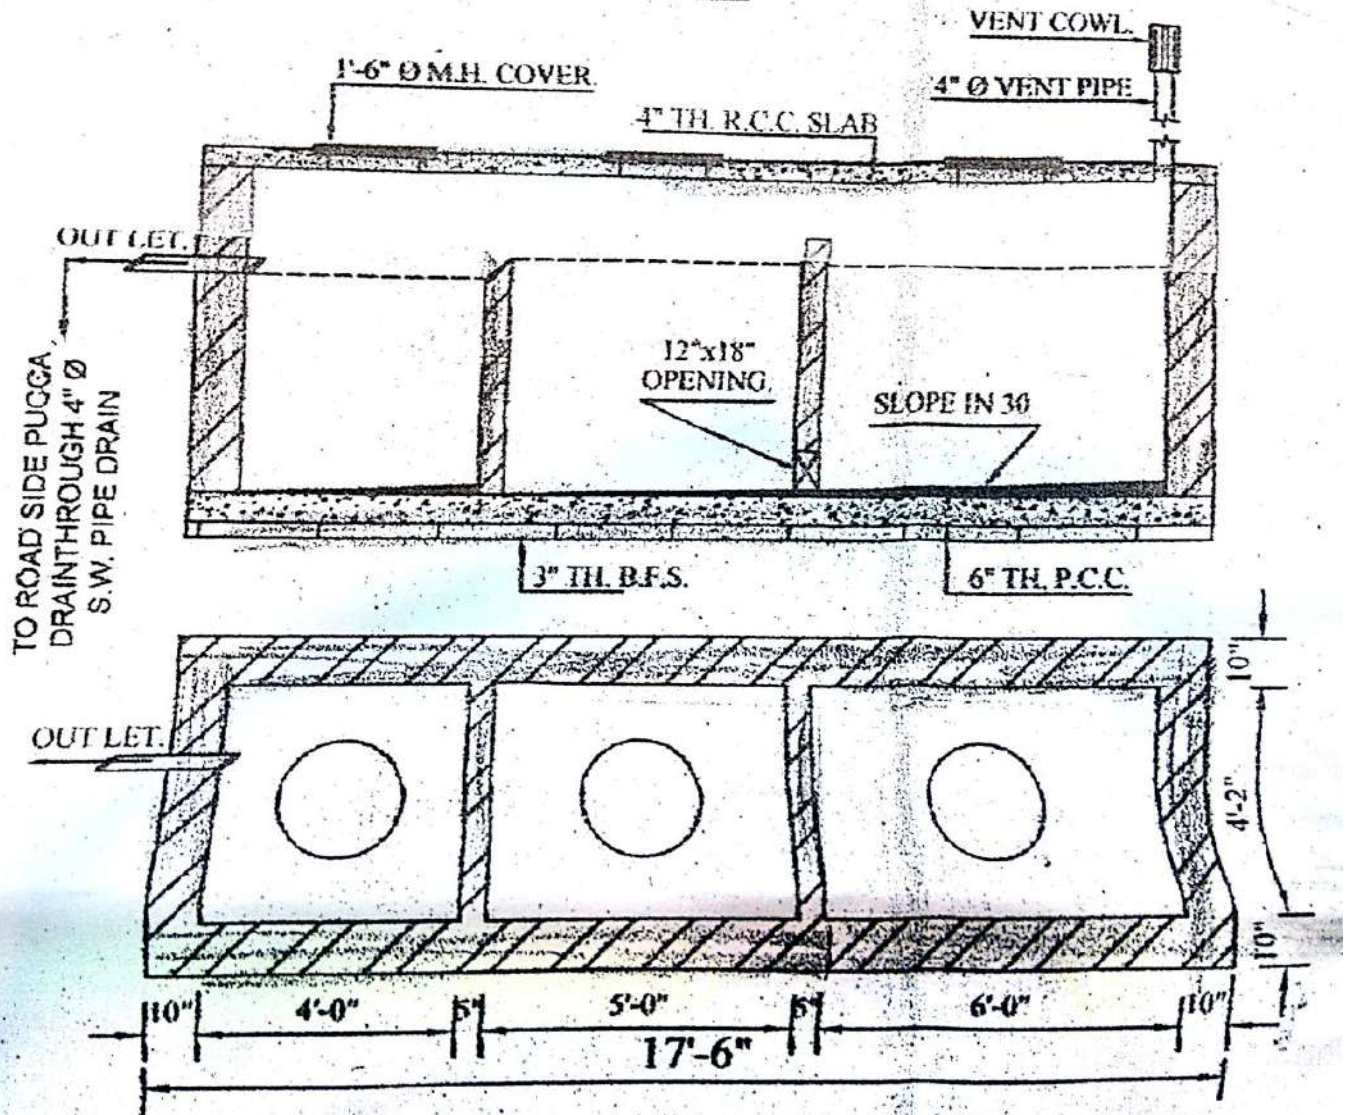 VENT COWL.
1'-6" Ø M.H. COVER.
4" Ø VENT PIPE
4" TH. R.C.C. SLAB
OUT LET.
12"x18"
OPENING.
SLOPE IN 30
TO ROAD SIDE PUCCA
DRAINTHROUGH 4" Ø
S.W. PIPE DRAIN
3" TH. B.F.S.
6" TH. P.C.C.
10"
OUT LET.
4'-2"
10"
10" 4'-0" 5" 5'-0" 5" 6'-0" 10"
17'-6"